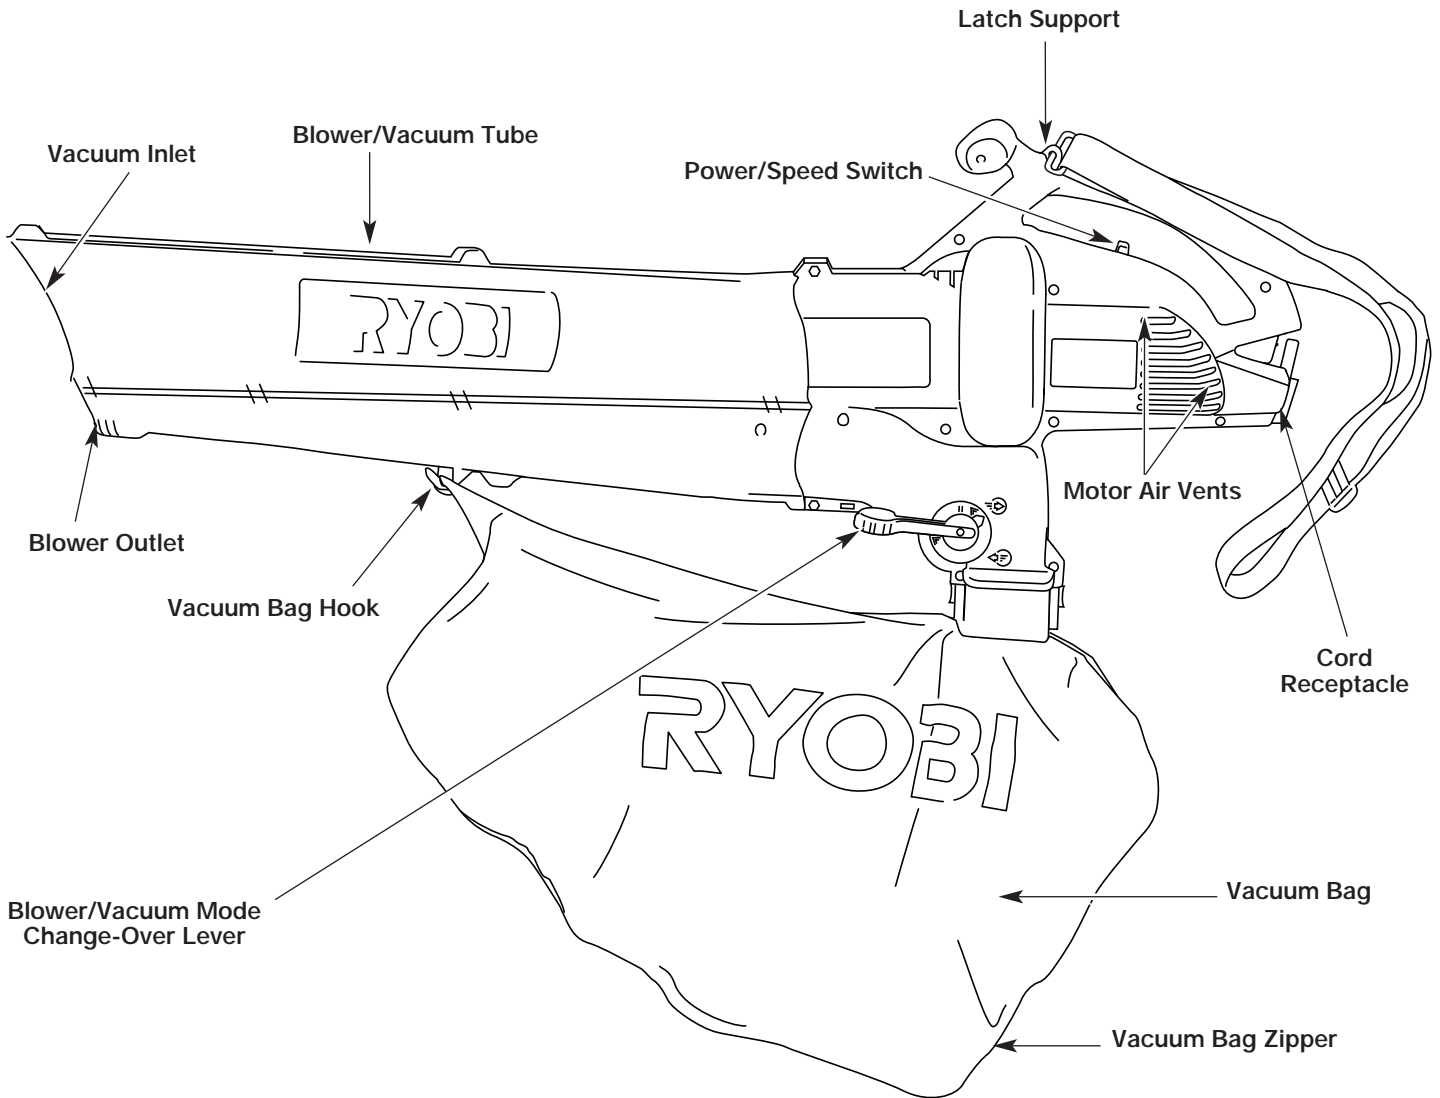 Latch Support
Blower/Vacuum Tube
Vacuum Inlet
Power/Speed Switch
RYOBI
Motor Air Vents
Blower Outlet
Vacuum Bag Hook
Cord
Receptacle
RYOBI
Vacuum Bag
Blower/Vacuum Mode
Change-Over Lever
Vacuum Bag Zipper